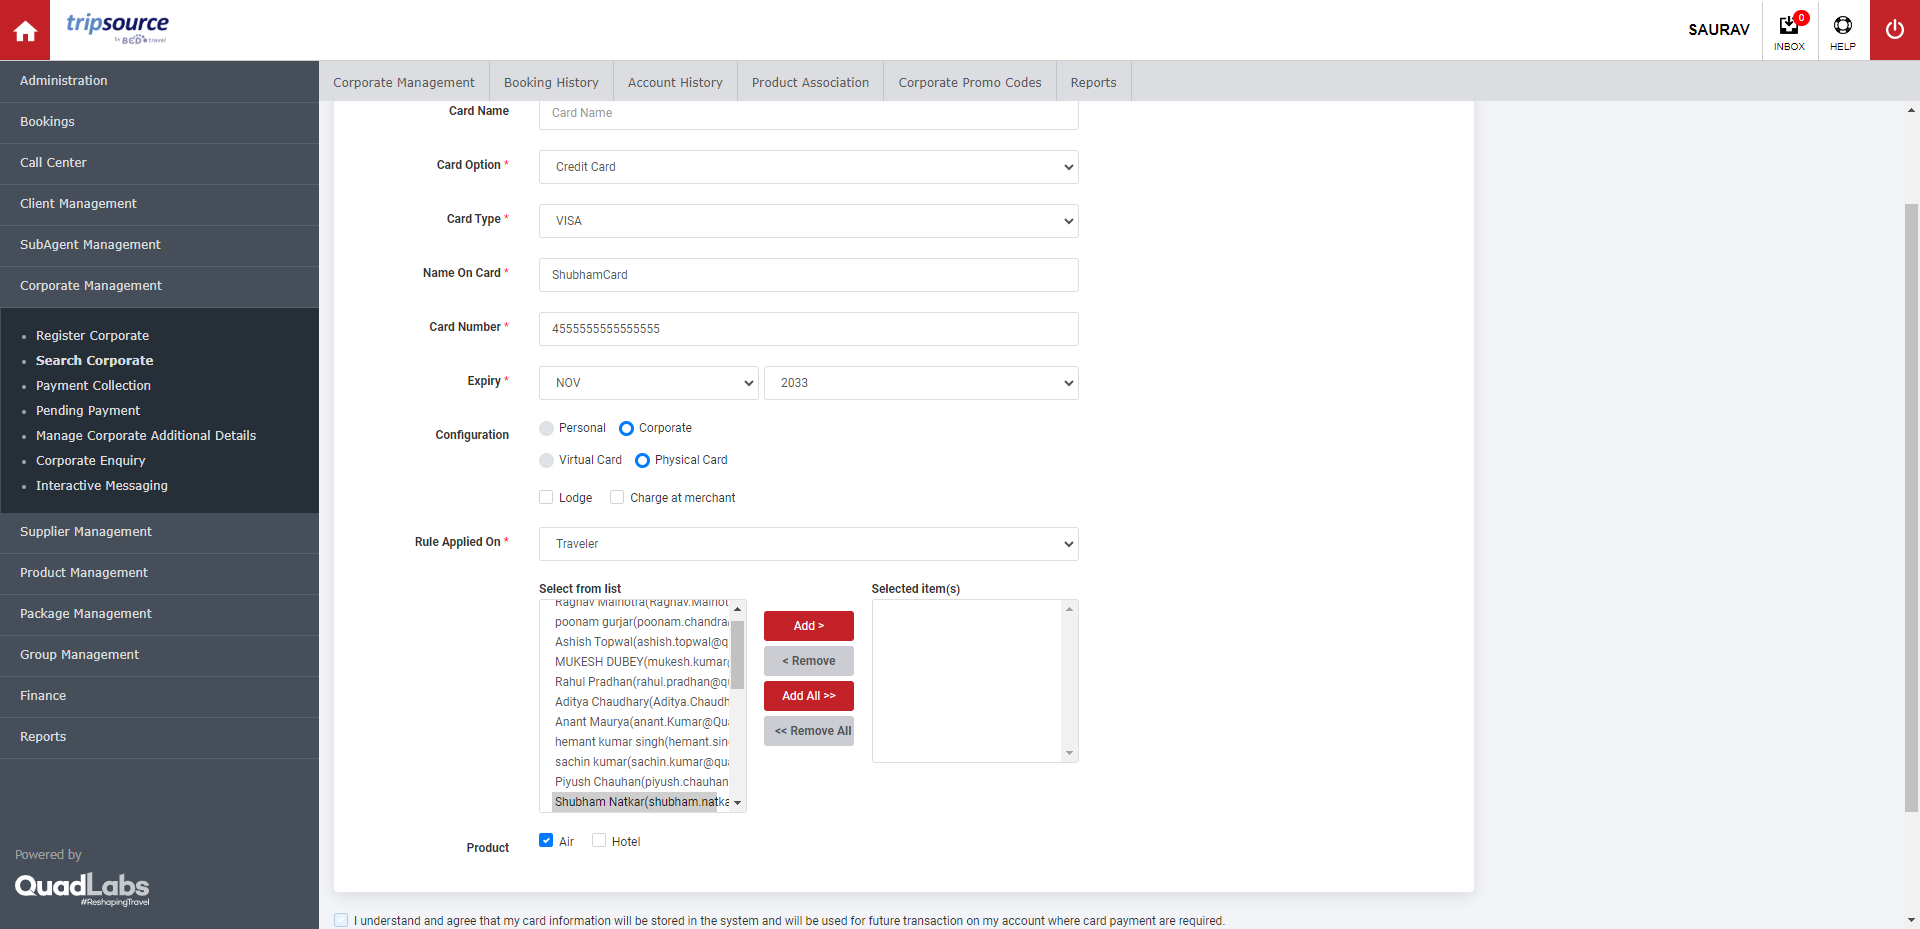 tripsource
by BCD travel
SAURAV
0
INBOX
HELP
Administration
Bookings
Call Center
Client Management
SubAgent Management
Corporate Management
Register Corporate
Search Corporate
Payment Collection
Pending Payment
Manage Corporate Additional Details
Corporate Enquiry
Interactive Messaging
Supplier Management
Product Management
Package Management
Group Management
Finance
Reports
Powered by
QuadLabs
#ReshapingTravel
Corporate Management
Booking History
Account History
Product Association
Corporate Promo Codes
Reports
Card Name
Card Name
Card Option *
Credit Card
Card Type *
VISA
Name On Card *
ShubhamCard
Card Number *
4555555555555555
Expiry *
NOV
2033
Configuration
Personal
Corporate
Virtual Card
Physical Card
Lodge
Charge at merchant
Rule Applied On *
Traveler
Select from list
Raghav Malhotra(Raghav.Malhot
poonam gurjar(poonam.chandra
Ashish Topwal(ashish.topwal@q
MUKESH DUBEY(mukesh.kumar
Rahul Pradhan(rahul.pradhan@q
Aditya Chaudhary(Aditya.Chaudh
Anant Maurya(anant.Kumar@Qua
hemant kumar singh(hemant.sin
sachin kumar(sachin.kumar@qua
Piyush Chauhan(piyush.chauhan
Shubham Natkar(shubham.natka
Add >
< Remove
Add All >>
<< Remove All
Selected item(s)
Product
Air
Hotel
I understand and agree that my card information will be stored in the system and will be used for future transaction on my account where card payment are required.